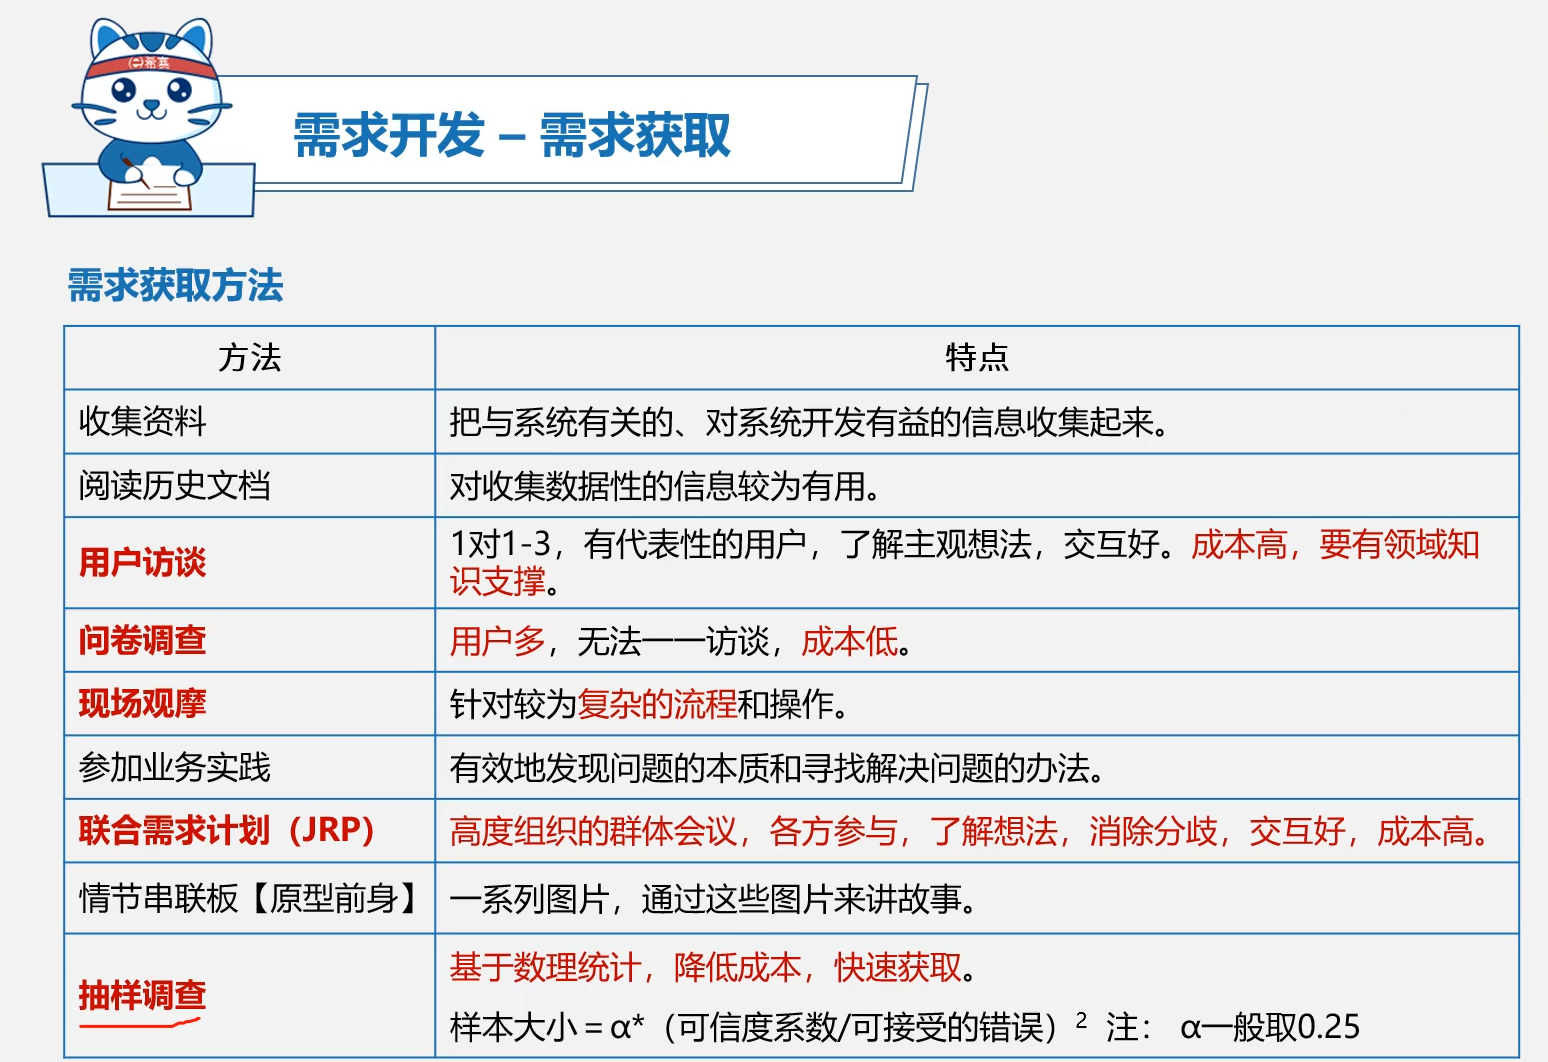 希赛
需求开发 – 需求获取
需求获取方法
方法
特点
收集资料
把与系统有关的、对系统开发有益的信息收集起来。
阅读历史文档
对收集数据性的信息较为有用。
用户访谈
1对1-3，有代表性的用户，了解主观想法，交互好。成本高，要有领域知
识支撑。
问卷调查
用户多，无法一一访谈，成本低。
现场观摩
针对较为复杂的流程和操作。
参加业务实践
有效地发现问题的本质和寻找解决问题的办法。
联合需求计划（JRP）
高度组织的群体会议，各方参与，了解想法，消除分歧，交互好，成本高。
情节串联板【原型前身】
一系列图片，通过这些图片来讲故事。
抽样调查
基于数理统计，降低成本，快速获取。
样本大小＝α*（可信度系数/可接受的错误）² 注： α一般取0.25